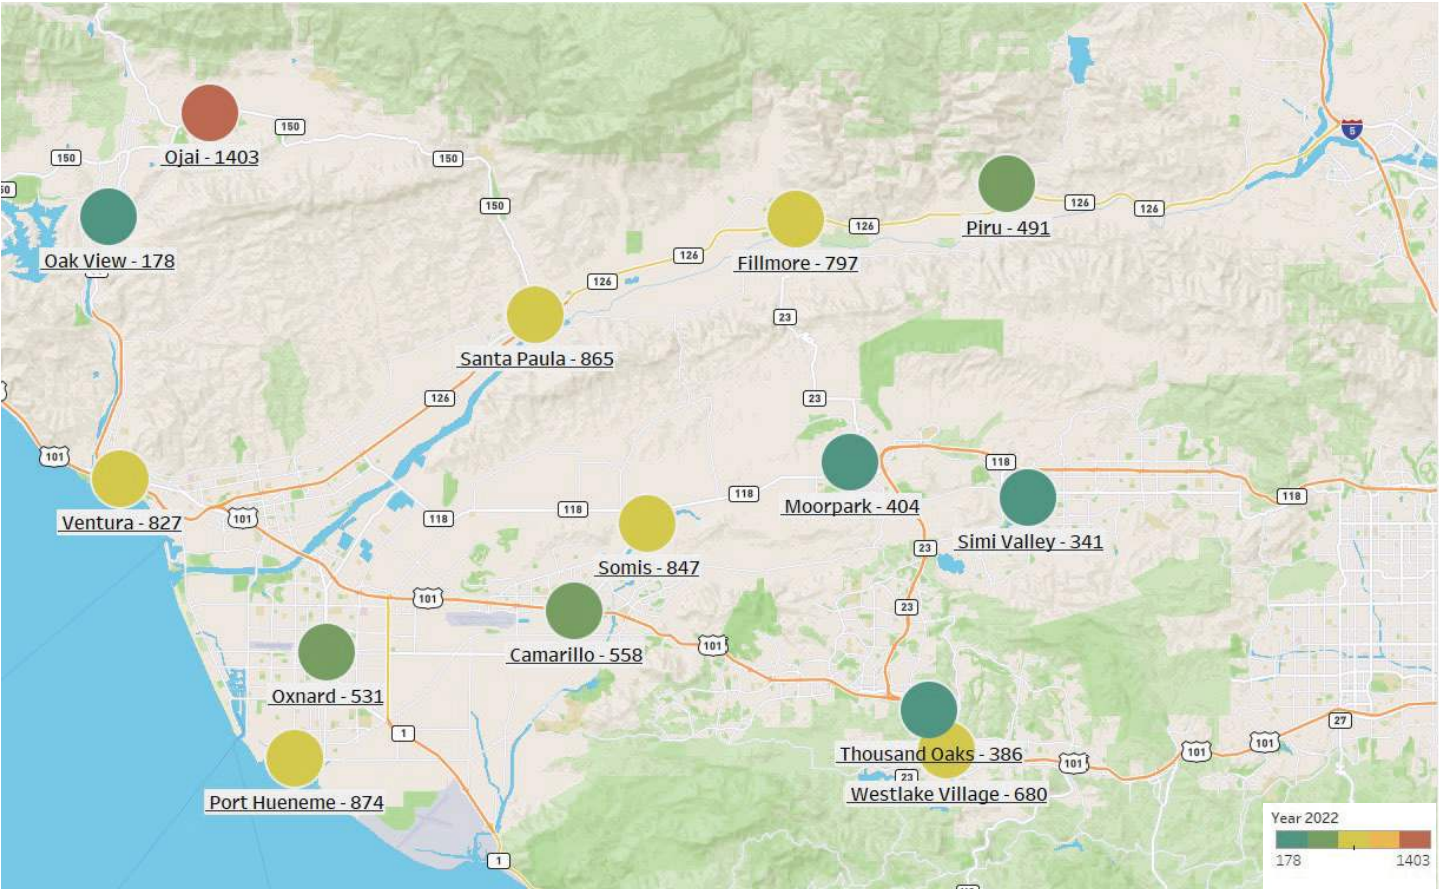 5
150
Ojai - 1403
150
150
50
150
126
126
Piru - 491
126
Oak View - 178
126
Fillmore - 797
126
23
Santa Paula - 865
126
23
101
118
Ventura - 827
101
118
118
118
Moorpark - 404
118
Simi Valley - 341
23
Somis - 847
101
23
Camarillo - 558
101
Oxnard - 531
1
27
101
101
101
Thousand Oaks - 386
23
Westlake Village - 680
Port Hueneme - 874
1
Year 2022
178
1403